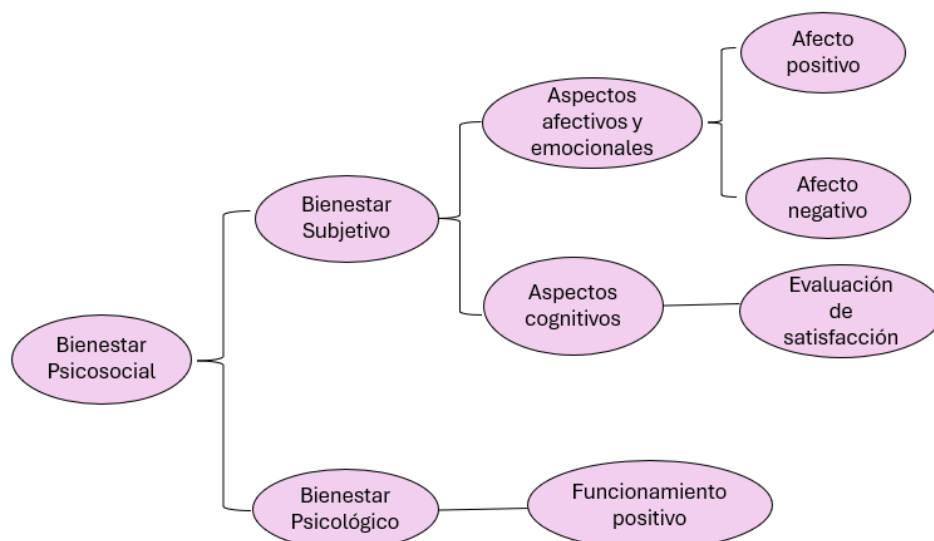 Afecto
positivo
Aspectos
afectivos y
emocionales
Afecto
negativo
Bienestar
Subjetivo
Aspectos
cognitivos
Evaluación
de
satisfacción
Bienestar
Psicosocial
Bienestar
Psicológico
Funcionamiento
positivo